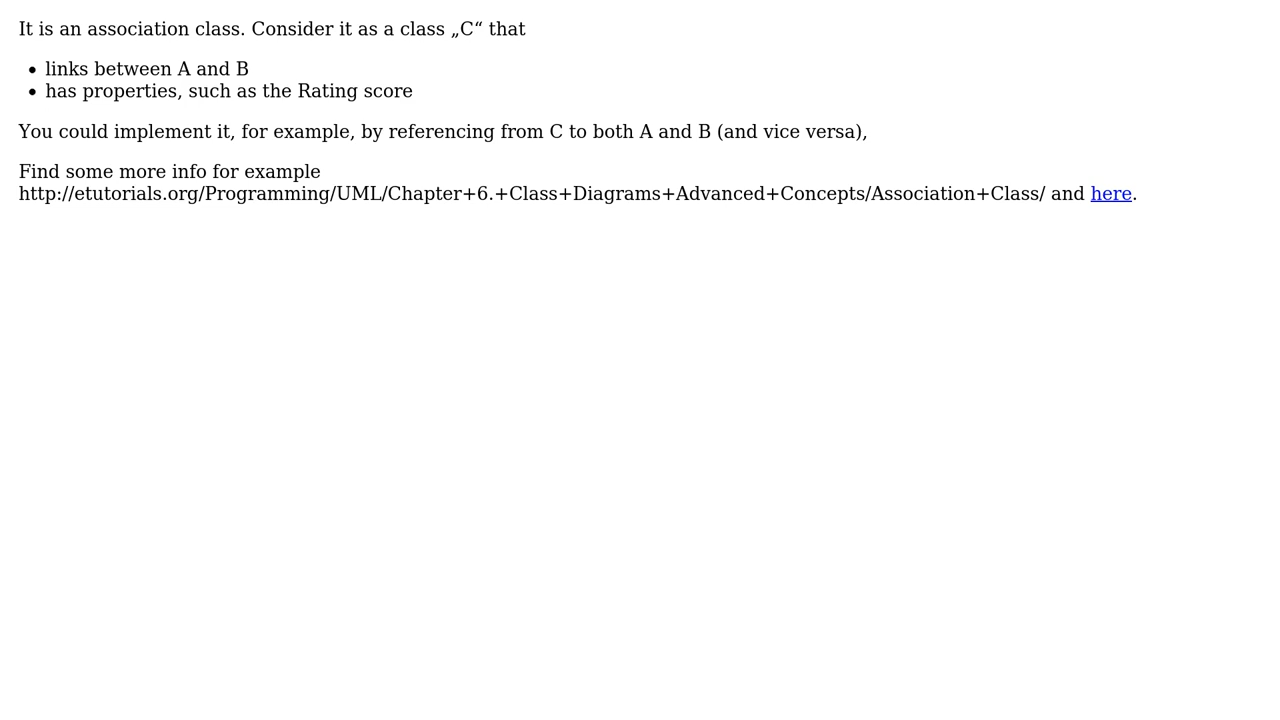 It is an association class. Consider it as a class „C“ that
• links between A and B
• has properties, such as the Rating score
You could implement it, for example, by referencing from C to both A and B (and vice versa),
Find some more info for example
http://etutorials.org/Programming/UML/Chapter+6.+Class+Diagrams+Advanced+Concepts/Association+Class/ and here.